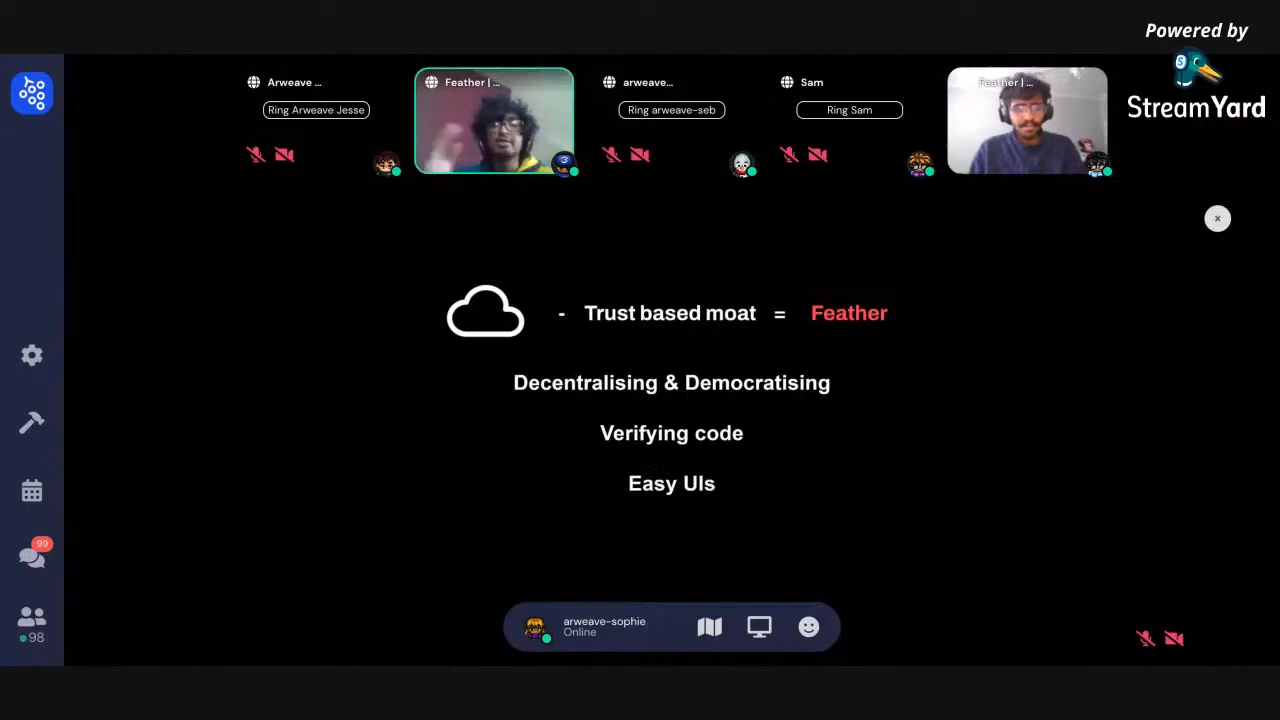 Powered by
StreamYard
Arweave ...
Ring Arweave Jesse
Feather | ...
arweave...
Ring arweave-seb
Sam
Ring Sam
Feather | ...
- Trust based moat = Feather
Decentralising & Democratising
Verifying code
Easy UIs
99
98
arweave-sophie
Online